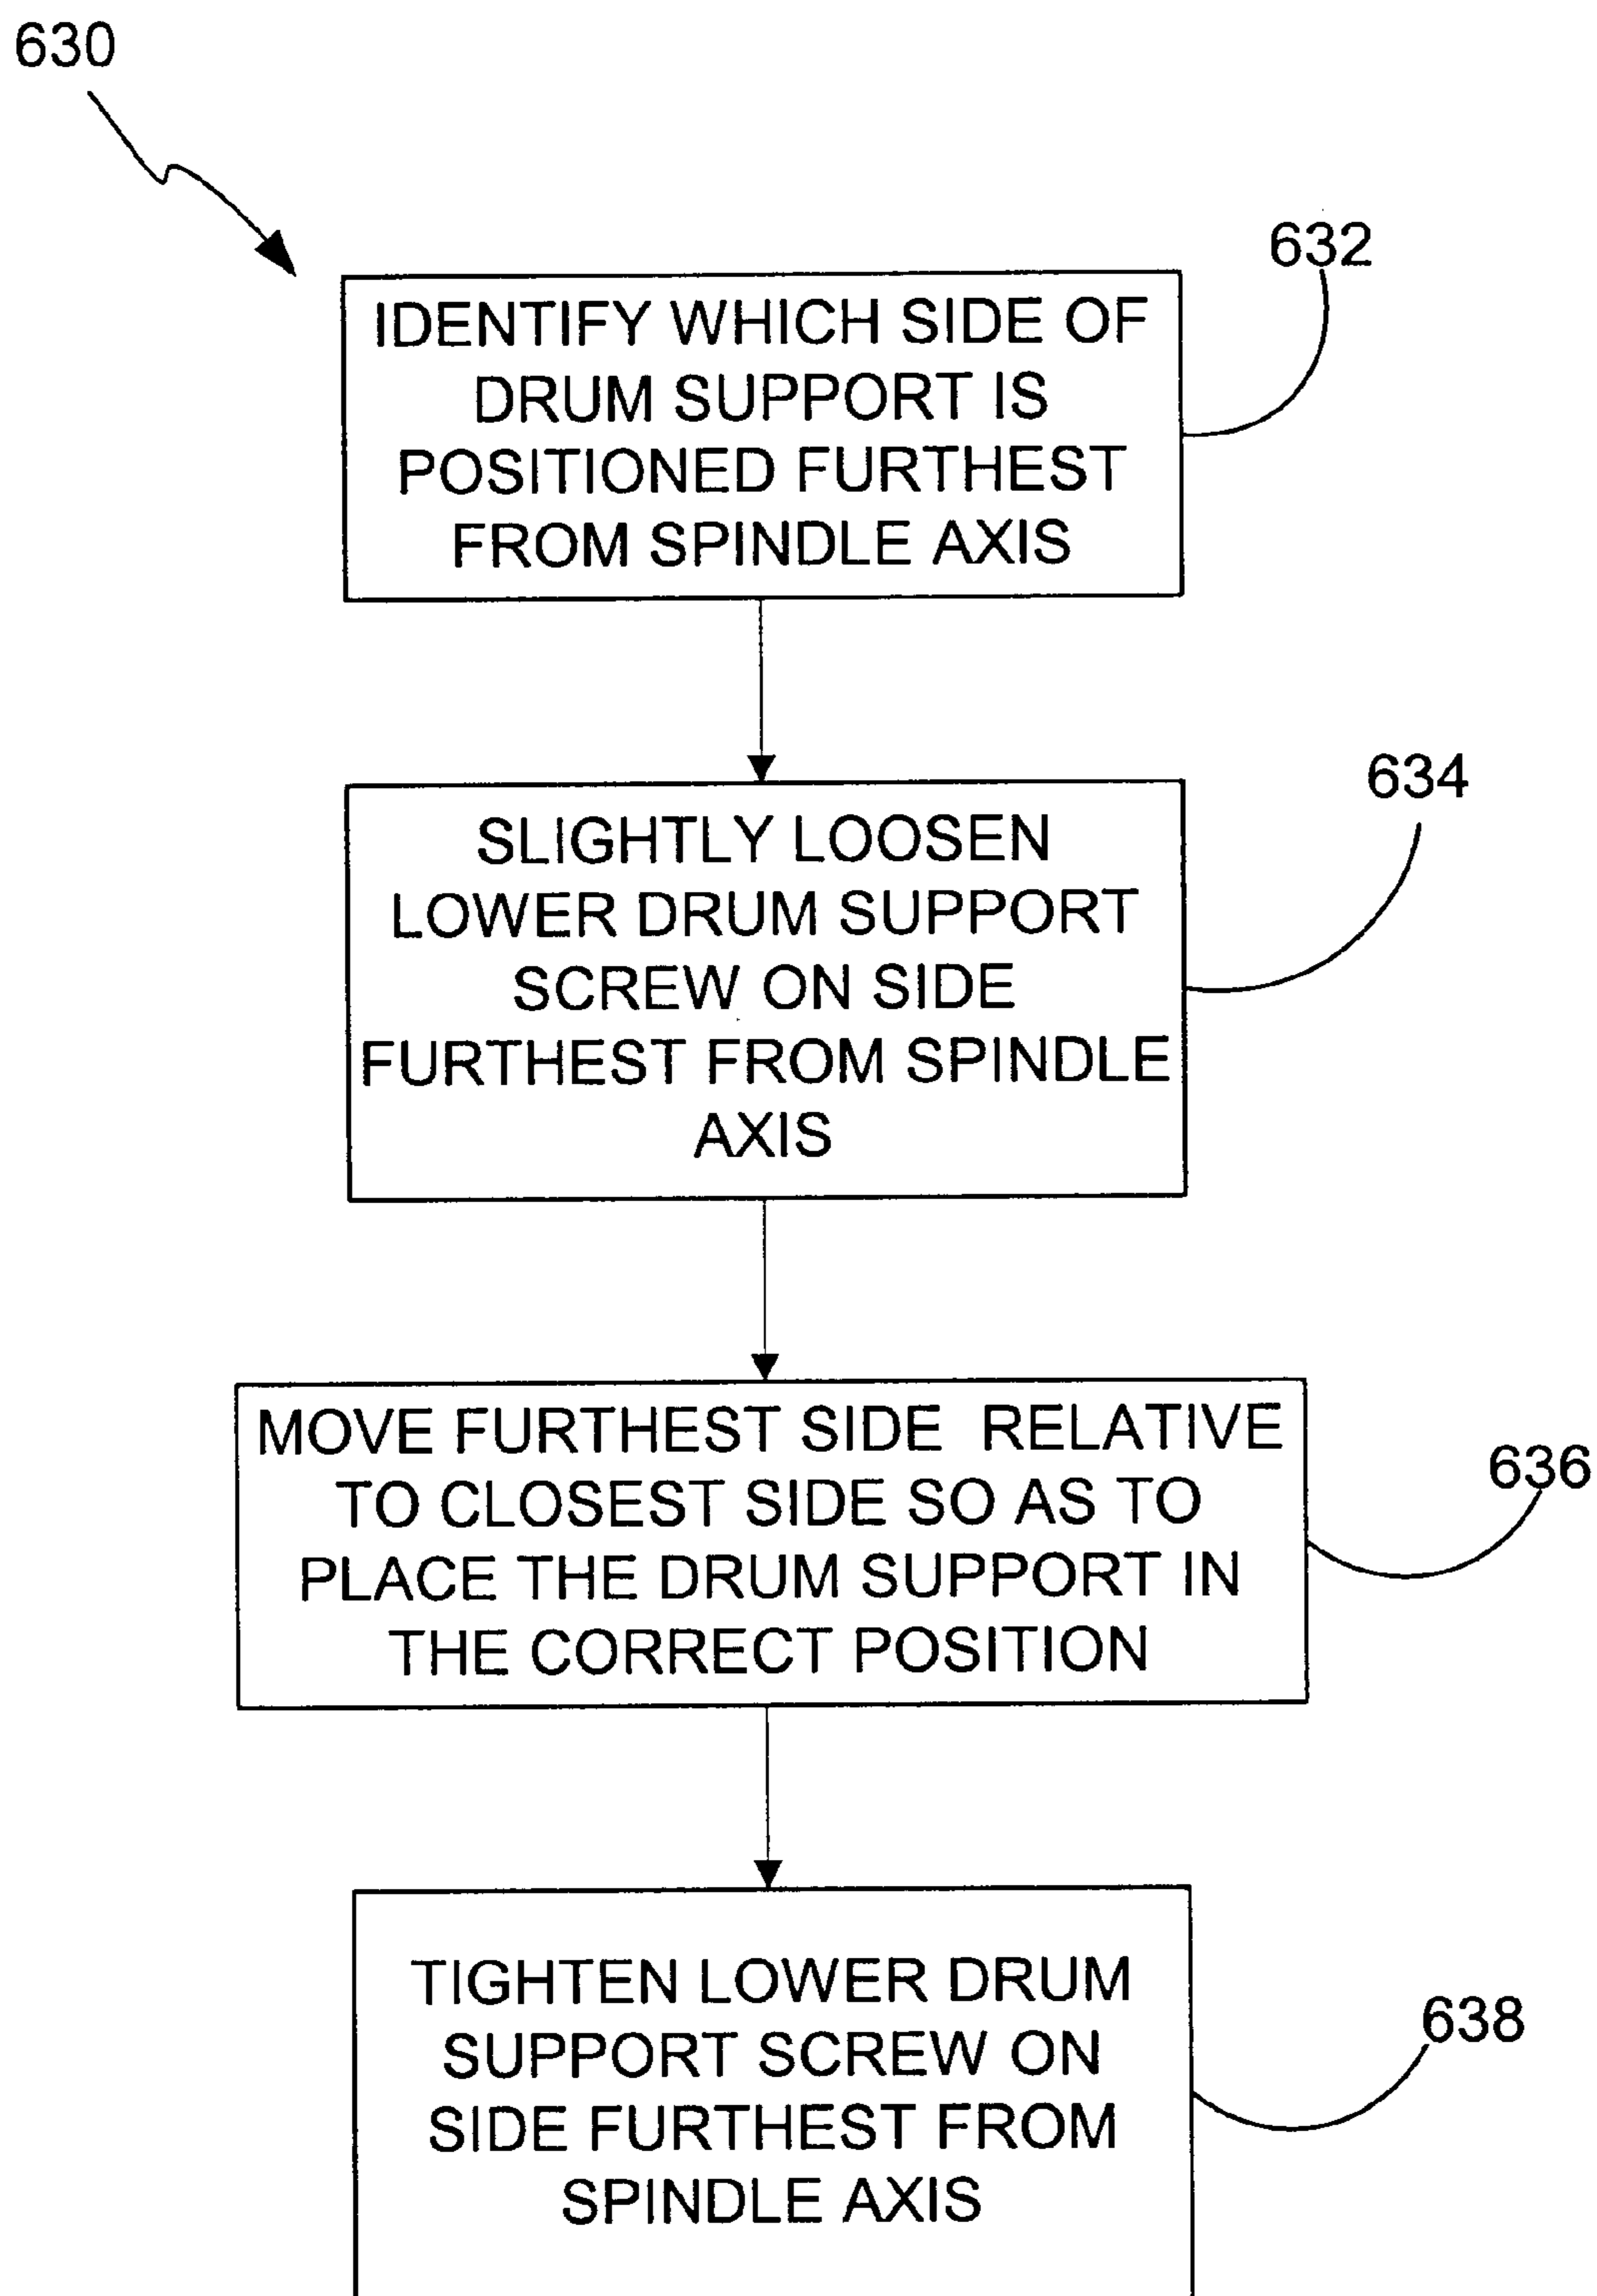 630
632
IDENTIFY WHICH SIDE OF
DRUM SUPPORT IS
POSITIONED FURTHEST
FROM SPINDLE AXIS
634
SLIGHTLY LOOSEN
LOWER DRUM SUPPORT
SCREW ON SIDE
FURTHEST FROM SPINDLE
AXIS
636
MOVE FURTHEST SIDE RELATIVE
TO CLOSEST SIDE SO AS TO
PLACE THE DRUM SUPPORT IN
THE CORRECT POSITION
638
TIGHTEN LOWER DRUM
SUPPORT SCREW ON
SIDE FURTHEST FROM
SPINDLE AXIS